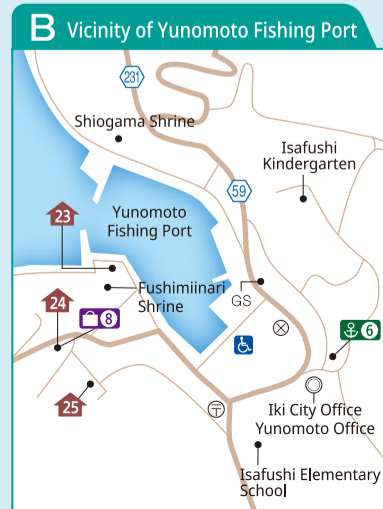 B Vicinity of Yunomoto Fishing Port
231
Shiogama Shrine
Isafushi
Kindergarten
59
23
Yunomoto
Fishing Port
Fushimiinari
Shrine
GS
24
8
6
25
〒
Iki City Office
Yunomoto Office
Isafushi Elementary
School